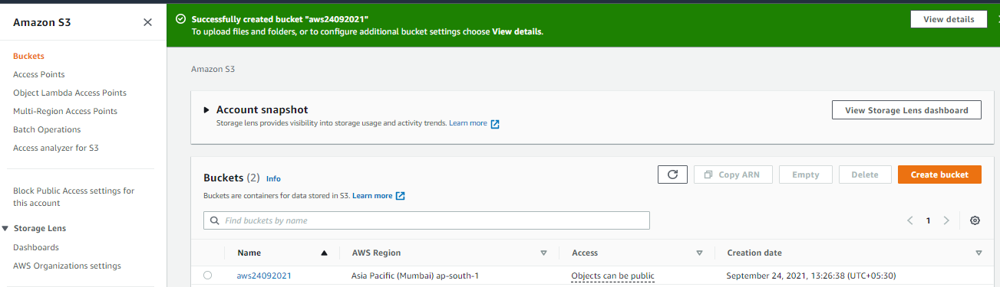 Amazon S3
Buckets
Access Points
Object Lambda Access Points
Multi-Region Access Points
Batch Operations
Access analyzer for S3
Block Public Access settings for
this account
Storage Lens
Dashboards
AWS Organizations settings
Successfully created bucket "aws24092021"
To upload files and folders, or to configure additional bucket settings choose View details.
View details
Amazon S3
Account snapshot
Storage lens provides visibility into storage usage and activity trends. Learn more
View Storage Lens dashboard
Buckets (2) Info
Copy ARN Empty Delete Create bucket
Buckets are containers for data stored in S3. Learn more
Find buckets by name
1
Name AWS Region Access Creation date
aws24092021 Asia Pacific (Mumbai) ap-south-1 Objects can be public September 24, 2021, 13:26:38 (UTC+05:30)